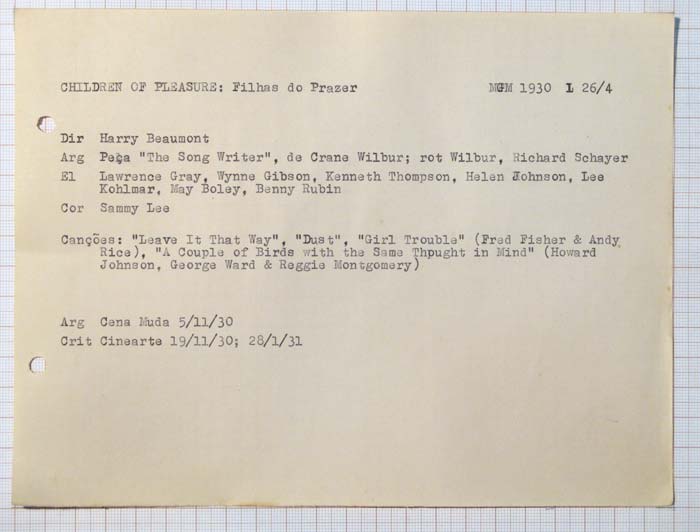 CHILDREN OF PLEASURE: Filhas do Prazer MGM 1930 L 26/4
Dir Harry Beaumont
Arg Peça "The Song Writer", de Crane Wilbur; rot Wilbur, Richard Schayer
El Lawrence Gray, Wynne Gibson, Kenneth Thompson, Helen Johnson, Lee
Kohlmar, May Boley, Benny Rubin
Cor Sammy Lee
Canções: "Leave It That Way", "Dust", "Girl Trouble" (Fred Fisher & Andy
Rice), "A Couple of Birds with the Same Thpught in Mind" (Howard
Johnson, George Ward & Reggie Montgomery)
Arg Cena Muda 5/11/30
Crit Cinearte 19/11/30; 28/1/31